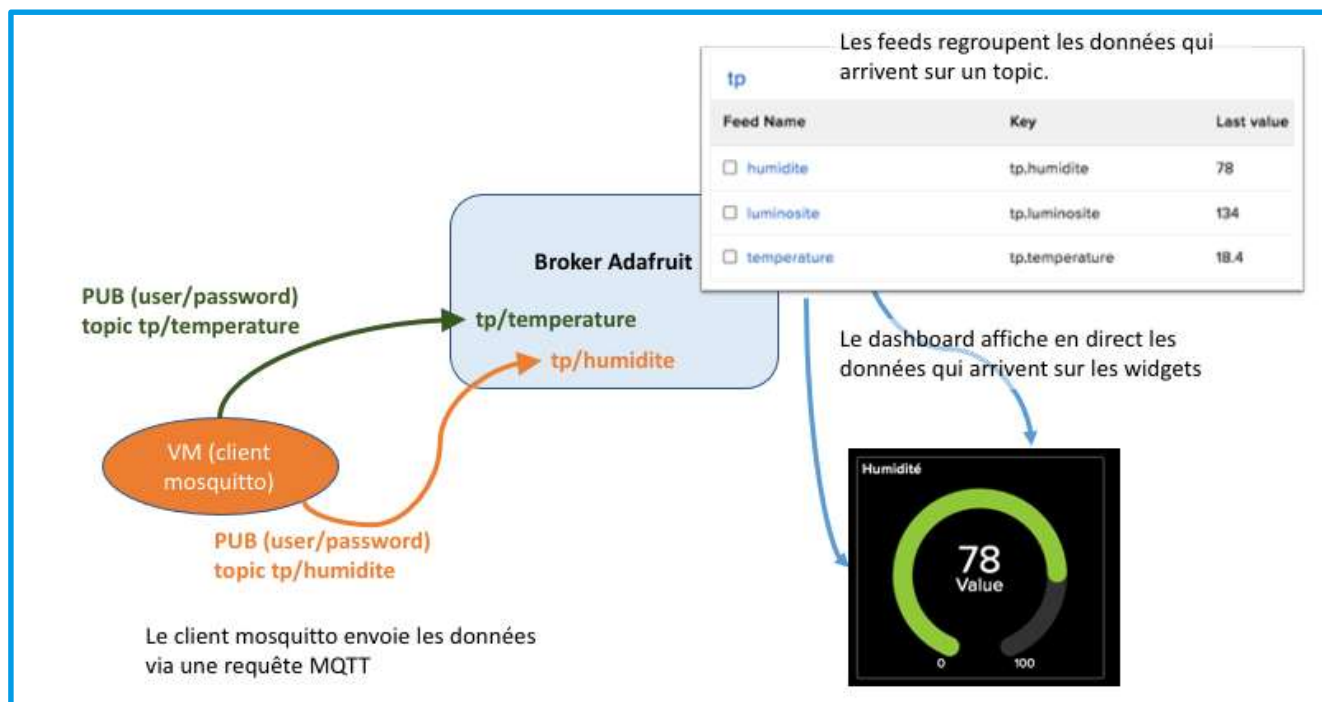 Les feeds regroupent les données qui
arrivent sur un topic.
tp
Feed Name Key Last value
humidite tp.humidite 78
luminosite tp.luminosite 134
temperature tp.temperature 18.4
Broker Adafruit
PUB (user/password)
topic tp/temperature
tp/temperature
tp/humidite
Le dashboard affiche en direct les
données qui arrivent sur les widgets
VM (client
mosquitto)
PUB (user/password)
topic tp/humidite
Humidité
78
Value
0 100
Le client mosquitto envoie les données
via une requête MQTT